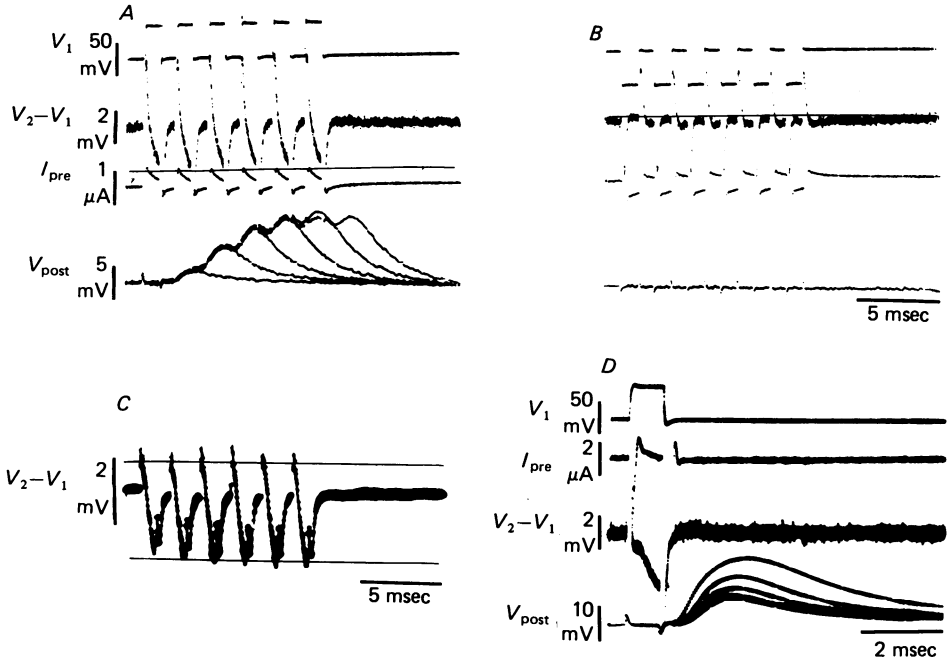 A
V1 50 mV
V2−V1 2 mV
Ipre 1 μA
Vpost 5 mV
B
5 msec
C
V2−V1 2 mV
5 msec
D
V1 50 mV
Ipre 2 μA
V2−V1 2 mV
Vpost 10 mV
2 msec